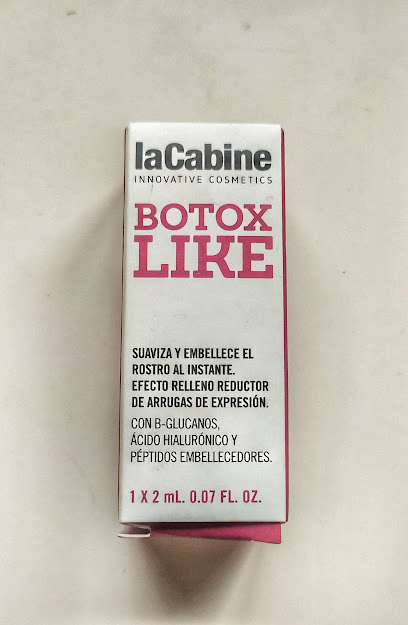 laCabine
INNOVATIVE COSMETICS
BOTOX
LIKE
SUAVIZA Y EMBELLECE EL
ROSTRO AL INSTANTE.
EFECTO RELLENO REDUCTOR
DE ARRUGAS DE EXPRESIÓN.
CON B-GLUCANOS,
ÁCIDO HIALURÓNICO Y
PÉPTIDOS EMBELLECEDORES.
1 X 2 mL. 0.07 FL. OZ.